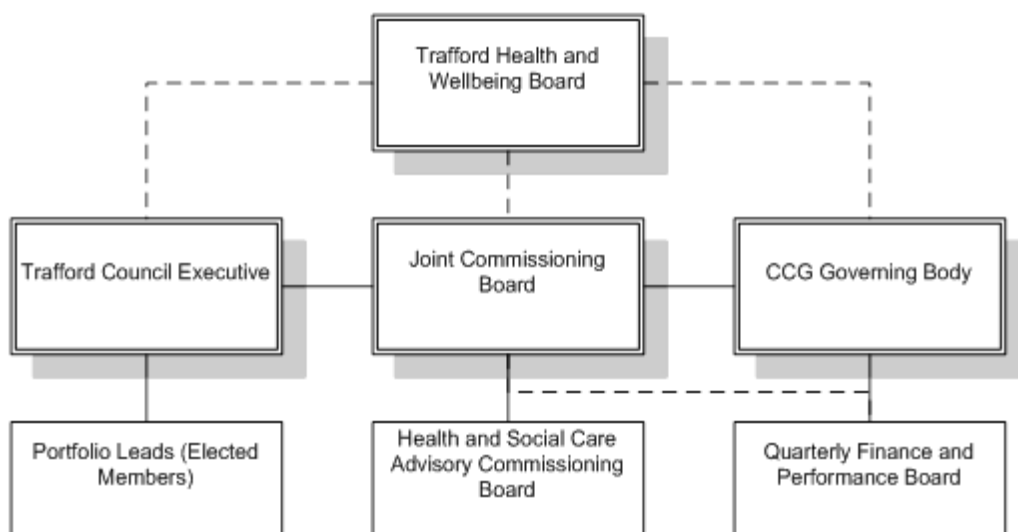 Trafford Health and
Wellbeing Board
Trafford Council Executive
Joint Commissioning
Board
CCG Governing Body
Portfolio Leads (Elected
Members)
Health and Social Care
Advisory Commissioning
Board
Quarterly Finance and
Performance Board